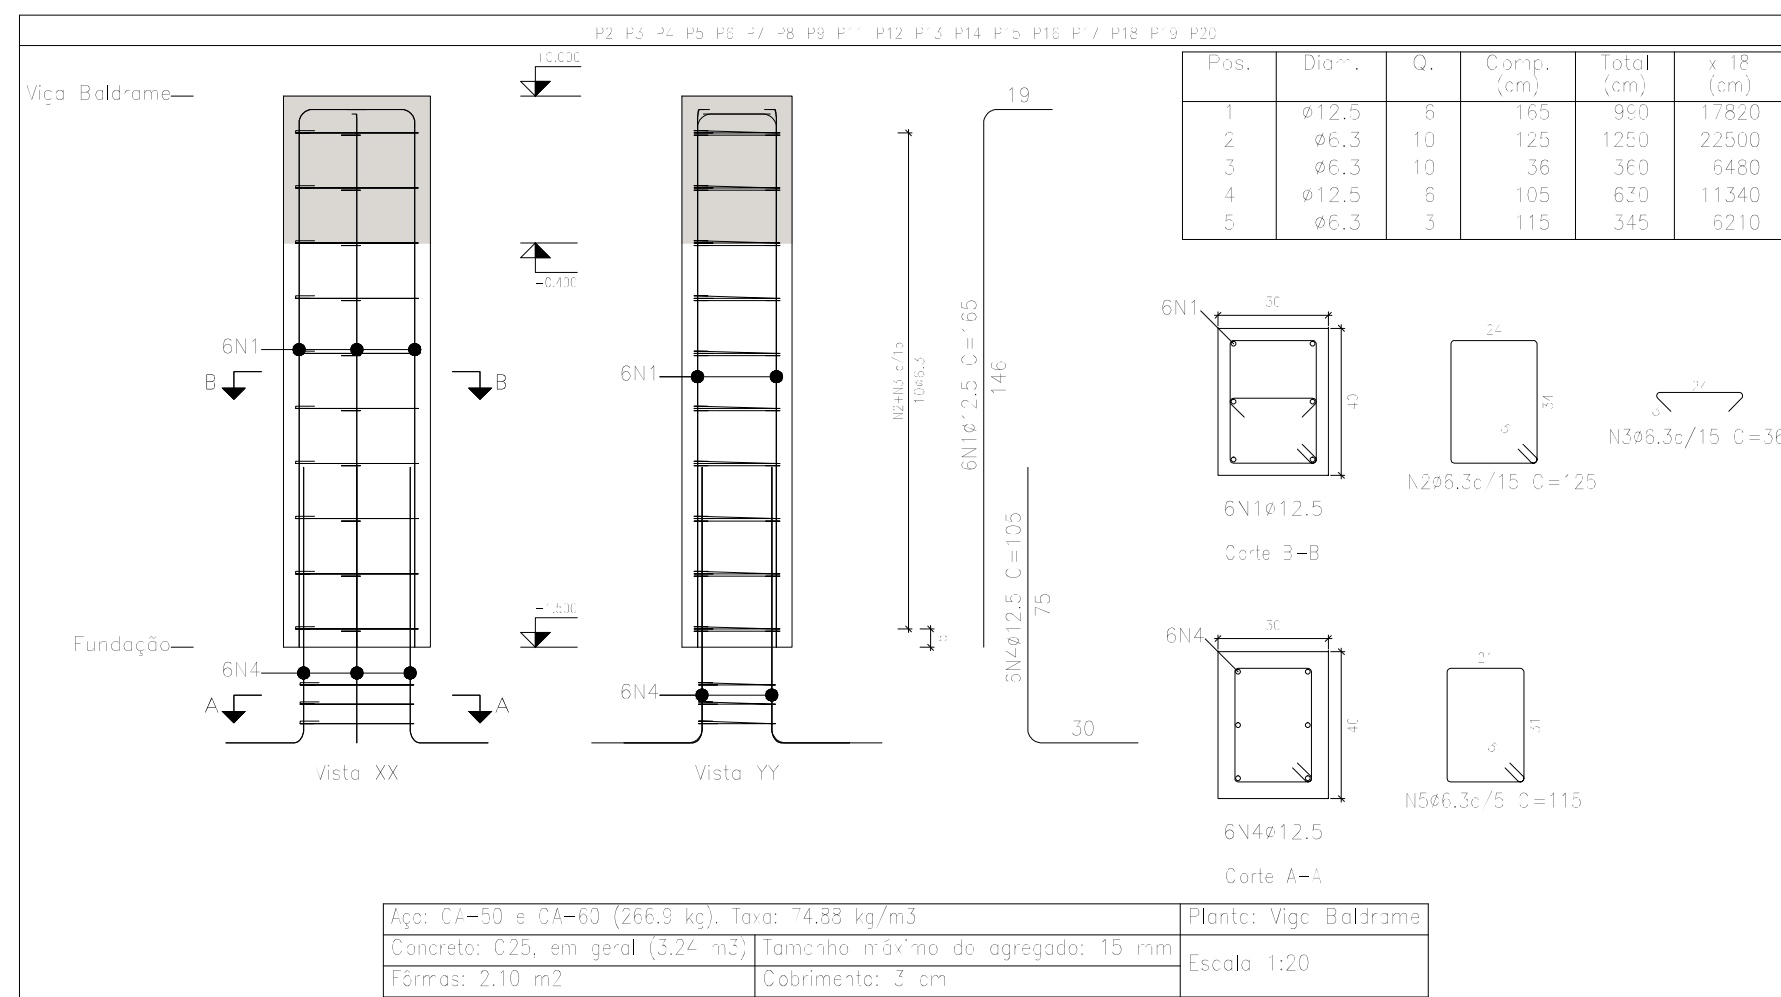 P2 P3 P4 P5 P6 P7 P8 P9 P11 P12 P13 P14 P15 P16 P17 P18 P19 P20
Pos. Diam. Q. Comp. (cm) Total (cm) x 18 (cm)
1 ø12.5 6 165 990 17820
2 ø6.3 10 125 1250 22500
3 ø6.3 10 36 360 6480
4 ø12.5 6 105 630 11340
5 ø6.3 3 115 345 6210
Viga Baldrame
+0.000
-0.400
6N1
B B
-1.500
Fundação
6N4
A A
Vista XX
6N1
6N4
Vista YY
N2+N3 c/15
10ø6.3
19
6N1ø12.5 C=165
146
6N4ø12.5 C=105
75
30
6N1
30
40
6N1ø12.5
Corte B-B
24
34
N2ø6.3c/15 C=125
24
N3ø6.3c/15 C=36
6N4
30
40
6N4ø12.5
Corte A-A
21
31
N5ø6.3c/5 C=115
Aço: CA-50 e CA-60 (266.9 kg). Taxa: 74.88 kg/m3
Planta: Viga Baldrame
Concreto: C25, em geral (3.24 m3)
Tamanho máximo do agregado: 15 mm
Escala 1:20
Fôrmas: 2.10 m2
Cobrimento: 3 cm